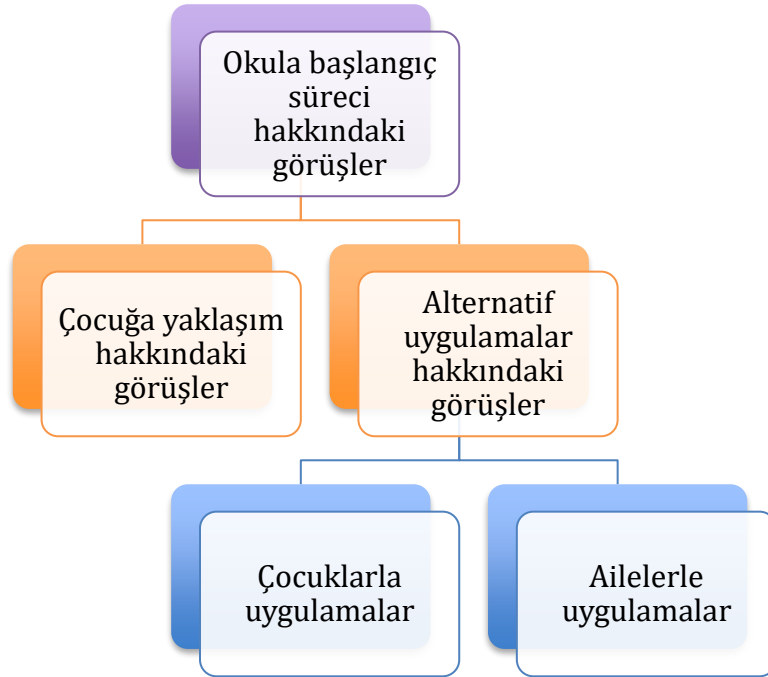 Okula başlangıç
süreci
hakkındaki
görüşler
Çocuğa yaklaşım
hakkındaki
görüşler
Alternatif
uygulamalar
hakkındaki
görüşler
Çocuklarla
uygulamalar
Ailelerle
uygulamalar